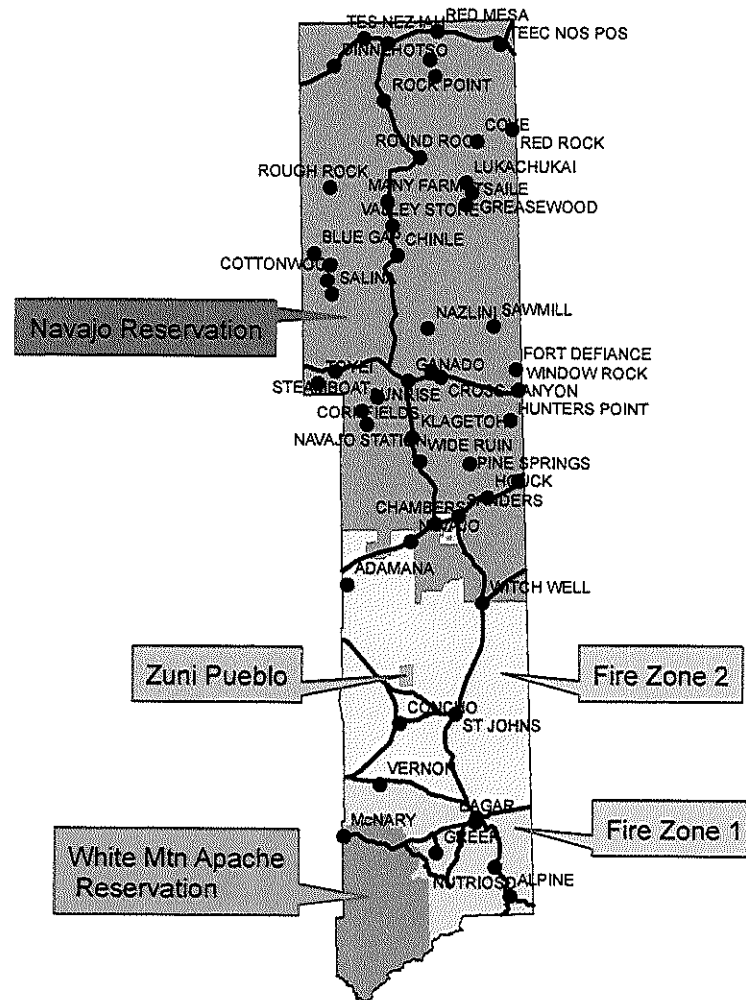 RED MESA
TES NEZ IAH
TEEC NOS POS
DINNEHOTSO
ROCK POINT
COVE
ROUND ROCK
RED ROCK
ROUGH ROCK
LUKACHUKAI
MANY FARMS
TSAILE
VALLEY STORE
GREASEWOOD
BLUE GAP
CHINLE
COTTONWOOD
SALINA
NAZLINI
SAWMILL
Navajo Reservation
FORT DEFIANCE
TOYEI
GANADO
WINDOW ROCK
STEAMBOAT
SUNRISE
CROSS CANYON
CORNFIELDS
KLAGETOH
HUNTERS POINT
NAVAJO STATION
WIDE RUIN
PINE SPRINGS
HOUCK
CHAMBERS
SANDERS
NAVAJO
ADAMANA
WITCH WELL
Zuni Pueblo
Fire Zone 2
CONCHO
ST JOHNS
VERNON
EAGAR
McNARY
GREER
Fire Zone 1
White Mtn Apache
Reservation
NUTRIOSO
ALPINE